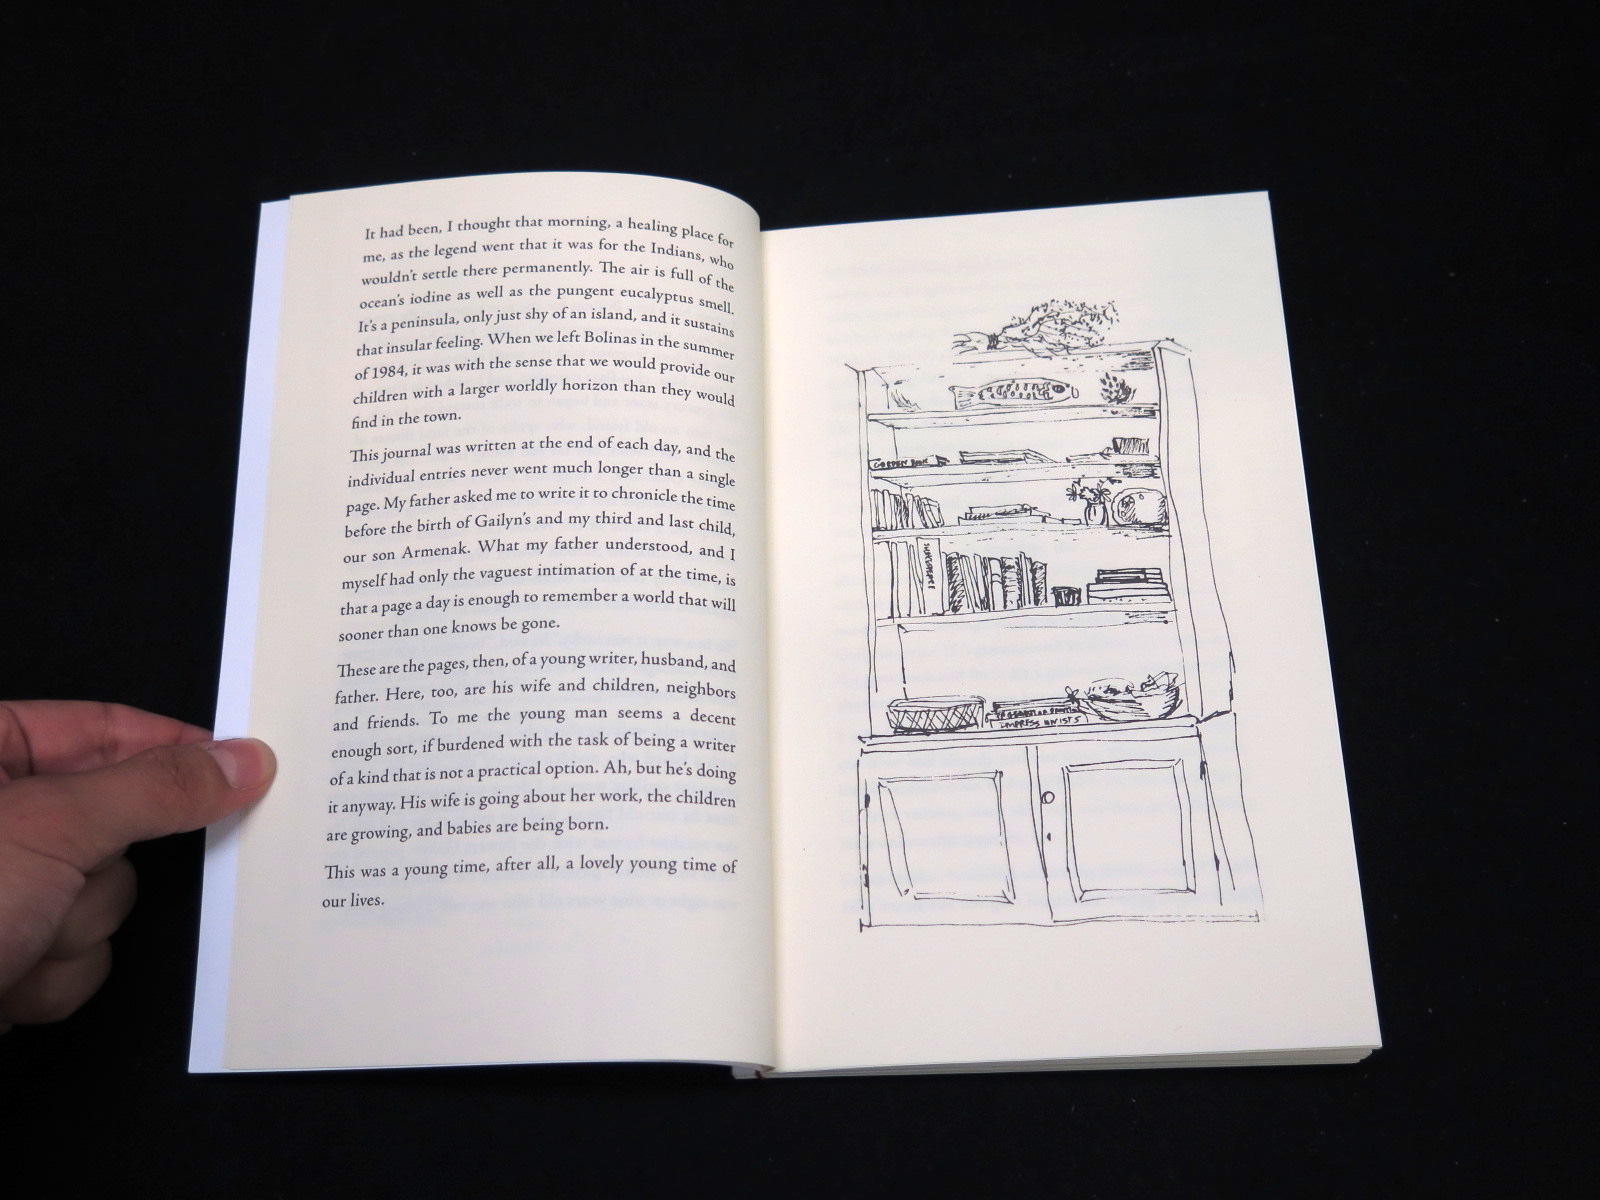 It had been, I thought that morning, a healing place for
me, as the legend went that it was for the Indians, who
wouldn't settle there permanently. The air is full of the
ocean's iodine as well as the pungent eucalyptus smell.
It's a peninsula, only just shy of an island, and it sustains
that insular feeling. When we left Bolinas in the summer
of 1984, it was with the sense that we would provide our
children with a larger worldly horizon than they would
find in the town.
This journal was written at the end of each day, and the
individual entries never went much longer than a single
page. My father asked me to write it to chronicle the time
before the birth of Gailyn's and my third and last child,
our son Armenak. What my father understood, and I
myself had only the vaguest intimation of at the time, is
that a page a day is enough to remember a world that will
sooner than one knows be gone.
These are the pages, then, of a young writer, husband, and
father. Here, too, are his wife and children, neighbors
and friends. To me the young man seems a decent
enough sort, if burdened with the task of being a writer
of a kind that is not a practical option. Ah, but he's doing
it anyway. His wife is going about her work, the children
are growing, and babies are being born.
This was a young time, after all, a lovely young time of
our lives.
SHAKESPEARE
IMPRESSIONISTS